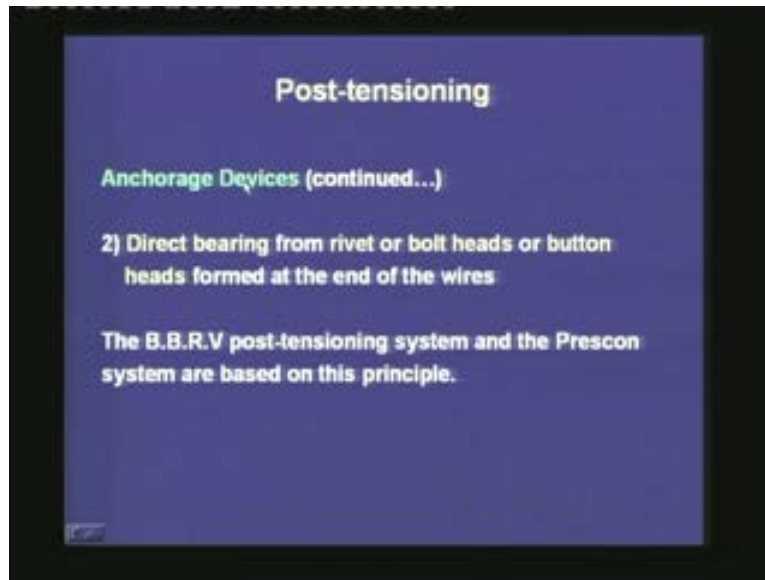 Post-tensioning
Anchorage Devices (continued...)
2) Direct bearing from rivet or bolt heads or button
heads formed at the end of the wires
The B.B.R.V post-tensioning system and the Prescon
system are based on this principle.